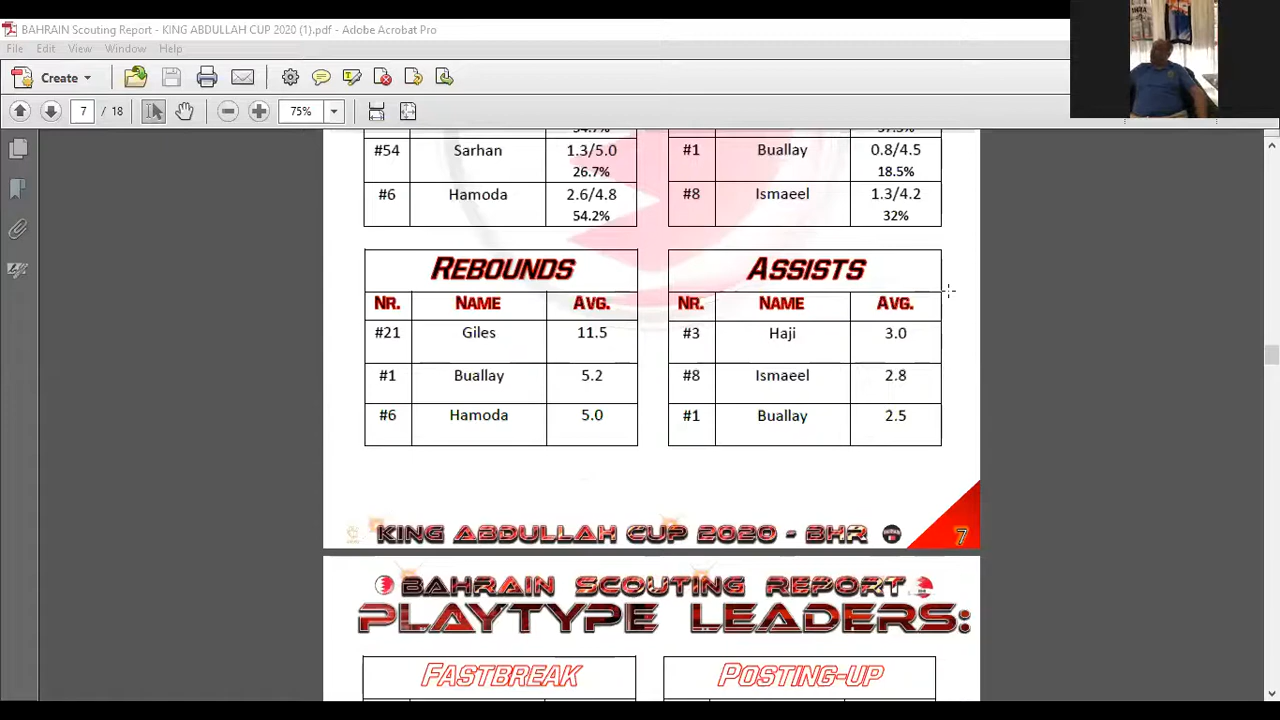 BAHRAIN Scouting Report - KING ABDULLAH CUP 2020 (1).pdf - Adobe Acrobat Pro
File Edit View Window Help
Create
7 / 18 75%
#54 Sarhan 1.3/5.0
26.7%
#6 Hamoda 2.6/4.8
54.2%
#1 Buallay 0.8/4.5
18.5%
#8 Ismaeel 1.3/4.2
32%
REBOUNDS
NR. NAME AVG.
#21 Giles 11.5
#1 Buallay 5.2
#6 Hamoda 5.0
ASSISTS
NR. NAME AVG.
#3 Haji 3.0
#8 Ismaeel 2.8
#1 Buallay 2.5
KING ABDULLAH CUP 2020 - BHR 7
BAHRAIN SCOUTING REPORT
PLAYTYPE LEADERS:
FASTBREAK
POSTING-UP